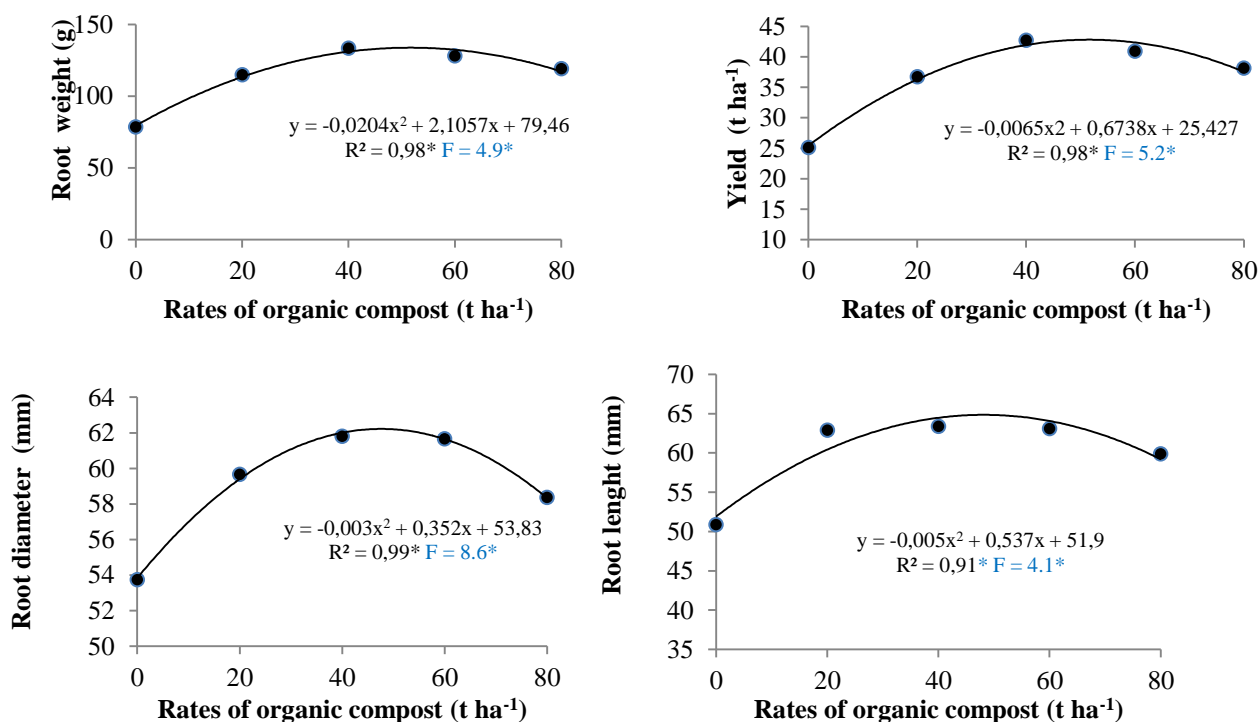 Root weight (g)
150
100
50
0
y = -0,0204x² + 2,1057x + 79,46
R² = 0,98* F = 4.9*
0 20 40 60 80
Rates of organic compost (t ha⁻¹)
Yield (t ha⁻¹)
45
40
35
30
25
20
15
10
y = -0,0065x2 + 0,6738x + 25,427
R² = 0,98* F = 5.2*
0 20 40 60 80
Rates of organic compost (t ha⁻¹)
Root diameter (mm)
64
62
60
58
56
54
52
50
y = -0,003x² + 0,352x + 53,83
R² = 0,99* F = 8.6*
0 20 40 60 80
Rates of organic compost (t ha⁻¹)
Root lenght (mm)
70
65
60
55
50
45
40
35
y = -0,005x² + 0,537x + 51,9
R² = 0,91* F = 4.1*
0 20 40 60 80
Rates of organic compost (t ha⁻¹)